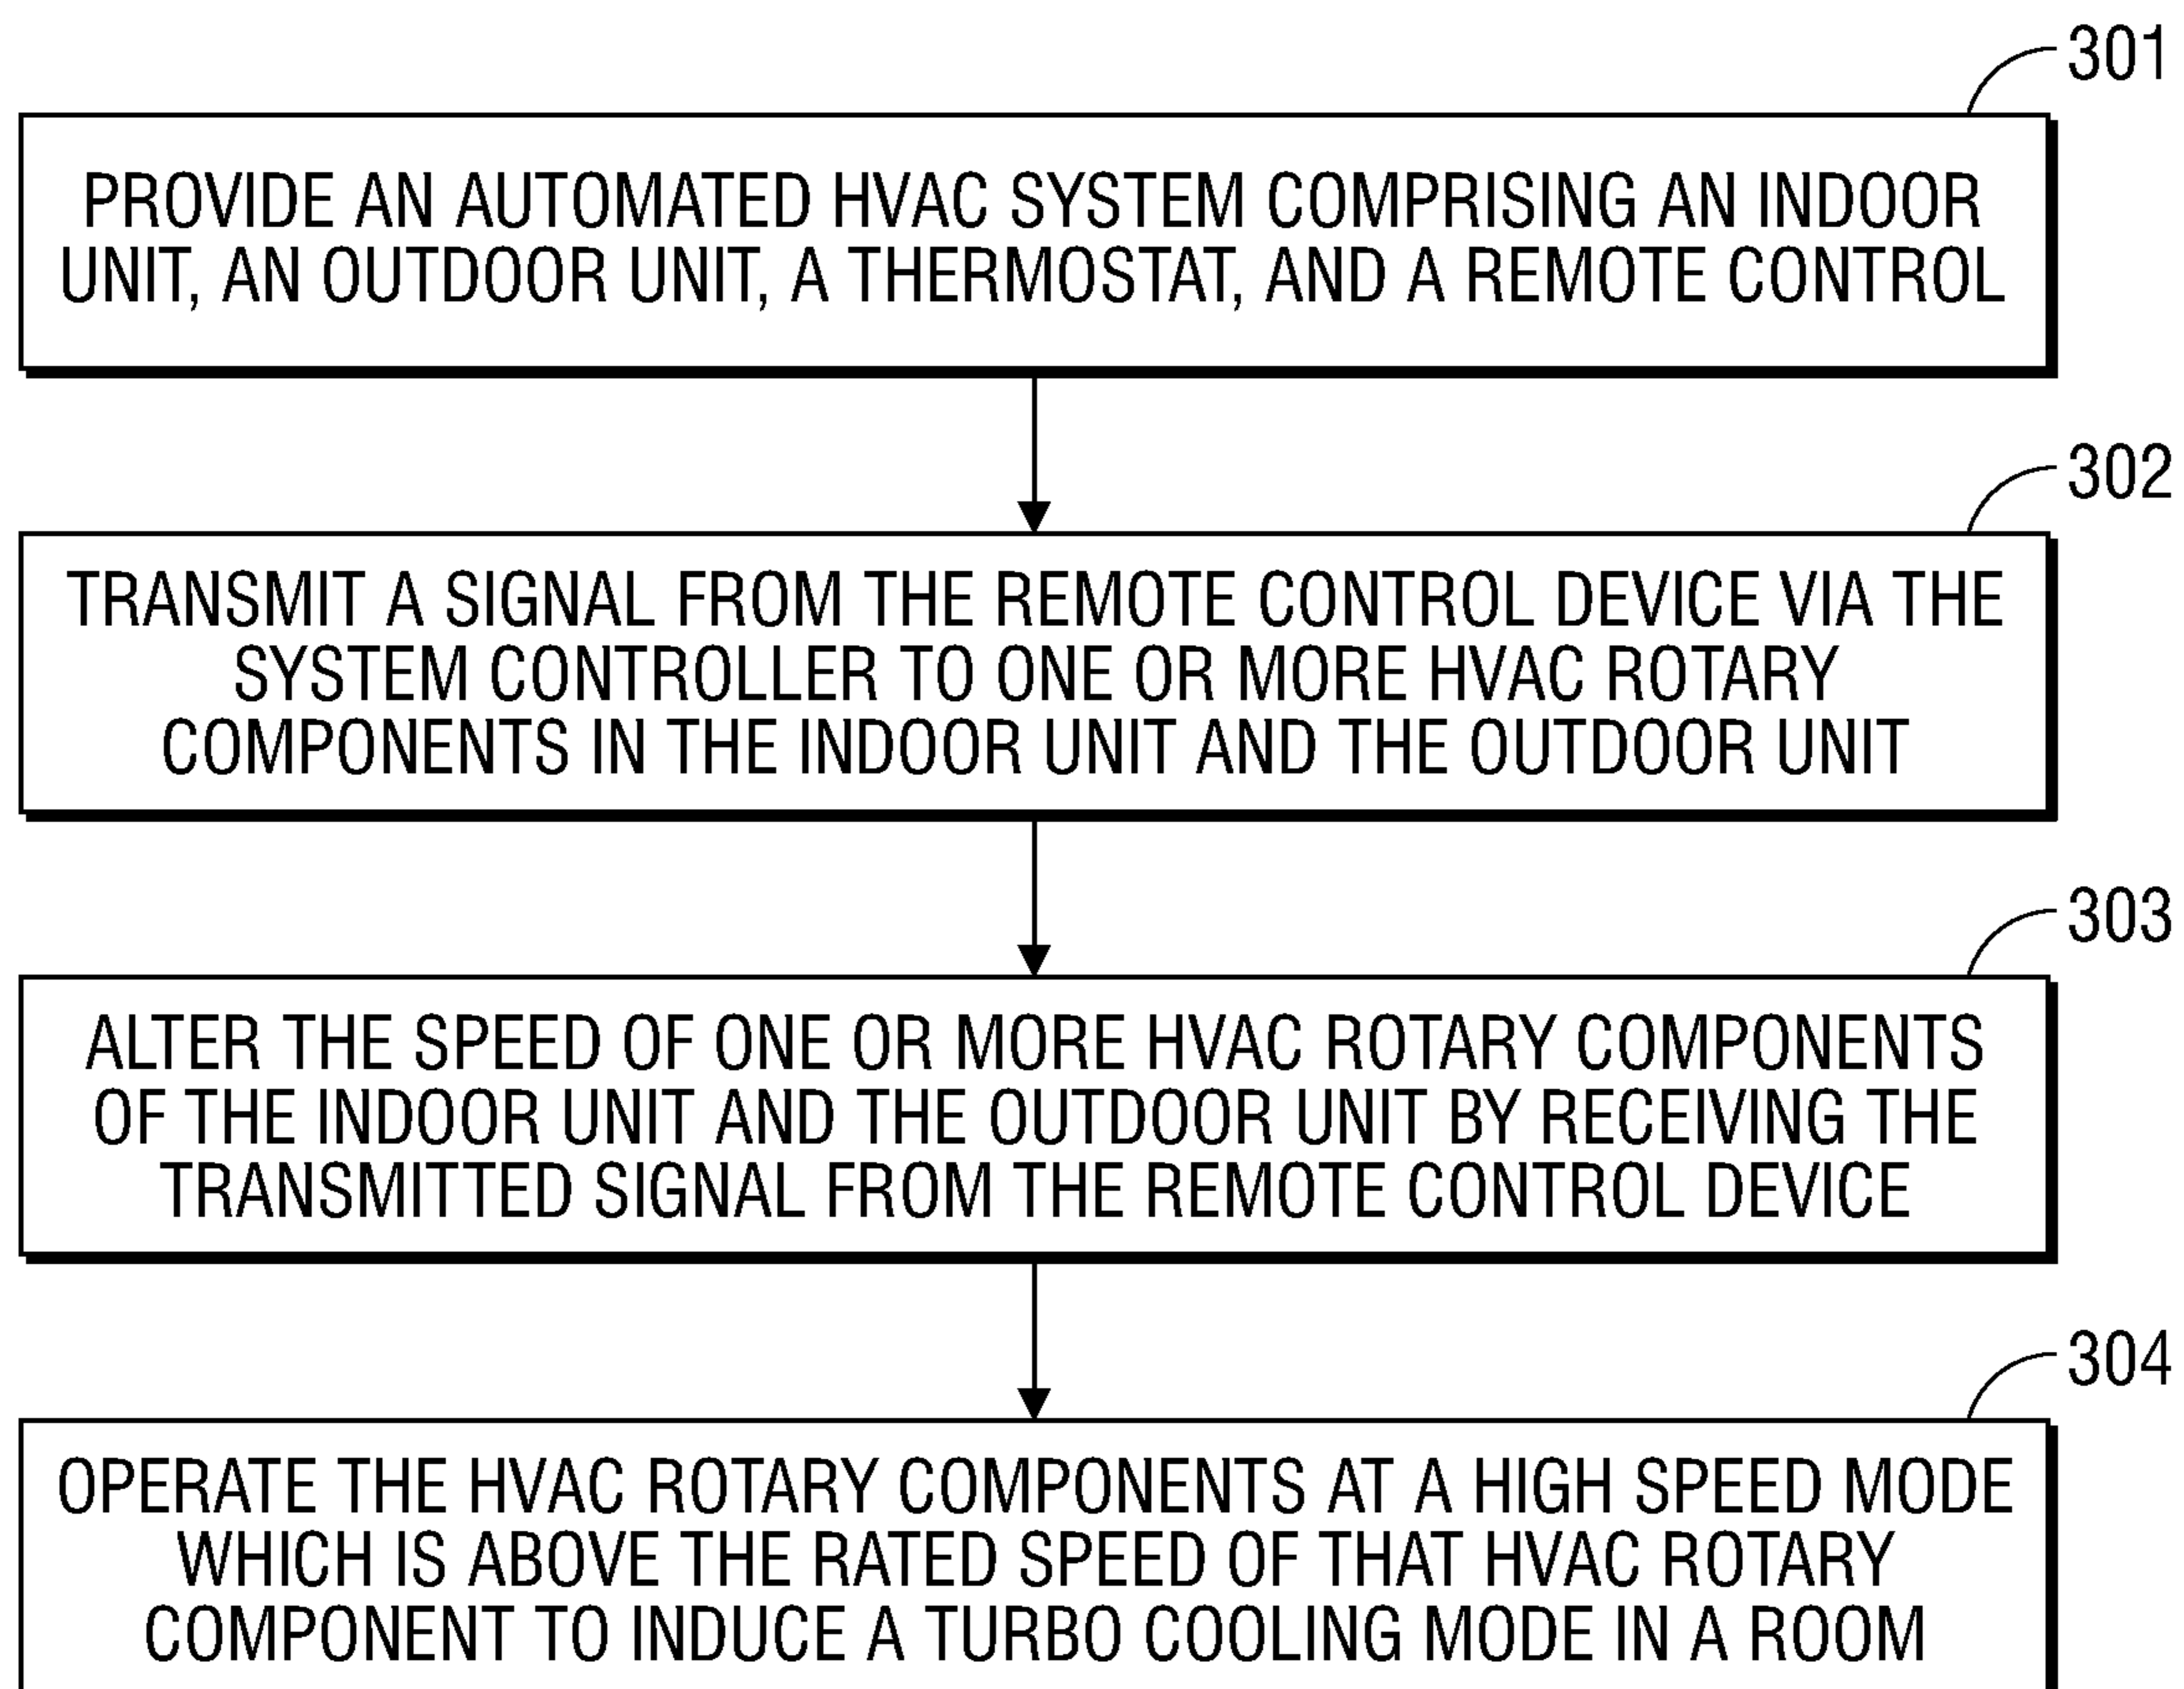 301
PROVIDE AN AUTOMATED HVAC SYSTEM COMPRISING AN INDOOR
UNIT, AN OUTDOOR UNIT, A THERMOSTAT, AND A REMOTE CONTROL
302
TRANSMIT A SIGNAL FROM THE REMOTE CONTROL DEVICE VIA THE
SYSTEM CONTROLLER TO ONE OR MORE HVAC ROTARY
COMPONENTS IN THE INDOOR UNIT AND THE OUTDOOR UNIT
303
ALTER THE SPEED OF ONE OR MORE HVAC ROTARY COMPONENTS
OF THE INDOOR UNIT AND THE OUTDOOR UNIT BY RECEIVING THE
TRANSMITTED SIGNAL FROM THE REMOTE CONTROL DEVICE
304
OPERATE THE HVAC ROTARY COMPONENTS AT A HIGH SPEED MODE
WHICH IS ABOVE THE RATED SPEED OF THAT HVAC ROTARY
COMPONENT TO INDUCE A TURBO COOLING MODE IN A ROOM